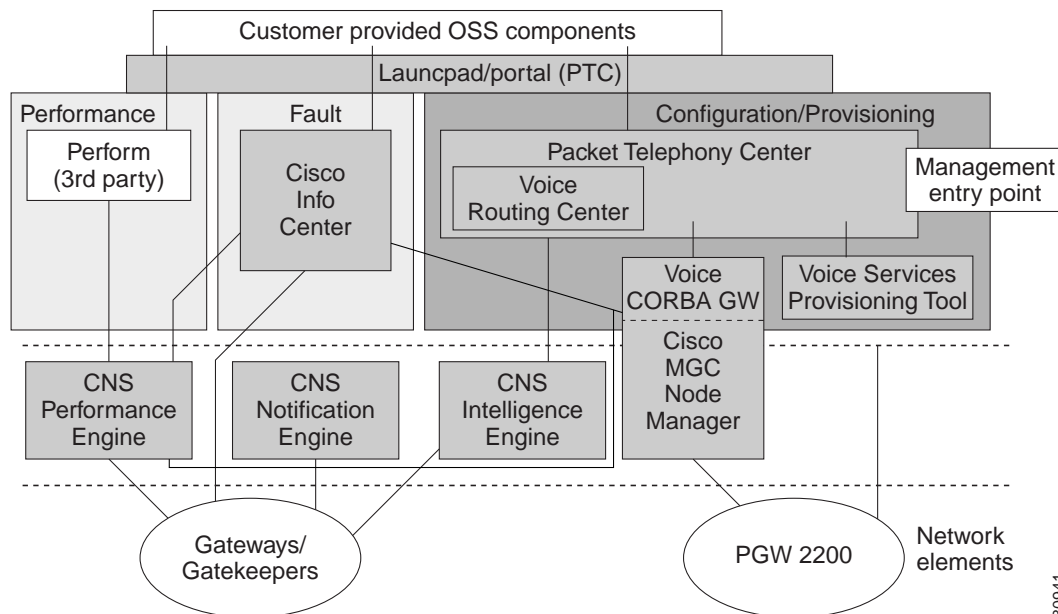 Customer provided OSS components
Launcpad/portal (PTC)
Performance
Perform
(3rd party)
Fault
Cisco
Info
Center
Configuration/Provisioning
Packet Telephony Center
Voice
Routing Center
Management
entry point
Voice
CORBA GW
Voice Services
Provisioning Tool
Cisco
MGC
Node
Manager
CNS
Performance
Engine
CNS
Notification
Engine
CNS
Intelligence
Engine
Gateways/
Gatekeepers
PGW 2200
Network
elements